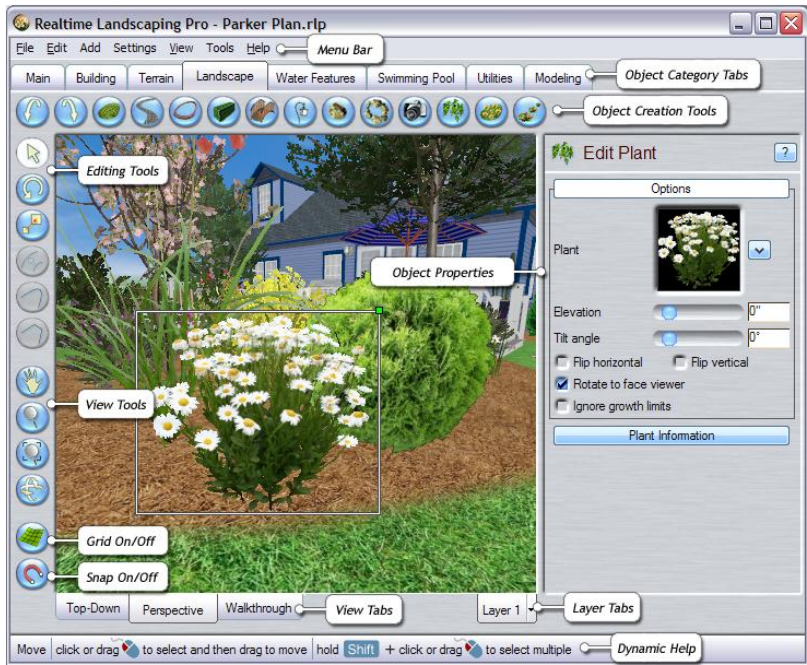 Realtime Landscaping Pro - Parker Plan.rlp
File Edit Add Settings View Tools Help
Menu Bar
Main Building Terrain Landscape Water Features Swimming Pool Utilities Modeling
Object Category Tabs
Object Creation Tools
Editing Tools
Edit Plant ?
Options
Plant
Object Properties
Elevation 0"
Tilt angle 0°
Flip horizontal Flip vertical
Rotate to face viewer
Ignore growth limits
View Tools
Plant Information
Grid On/Off
Snap On/Off
Top-Down Perspective Walkthrough
View Tabs
Layer 1
Layer Tabs
Move click or drag to select and then drag to move hold Shift + click or drag to select multiple
Dynamic Help